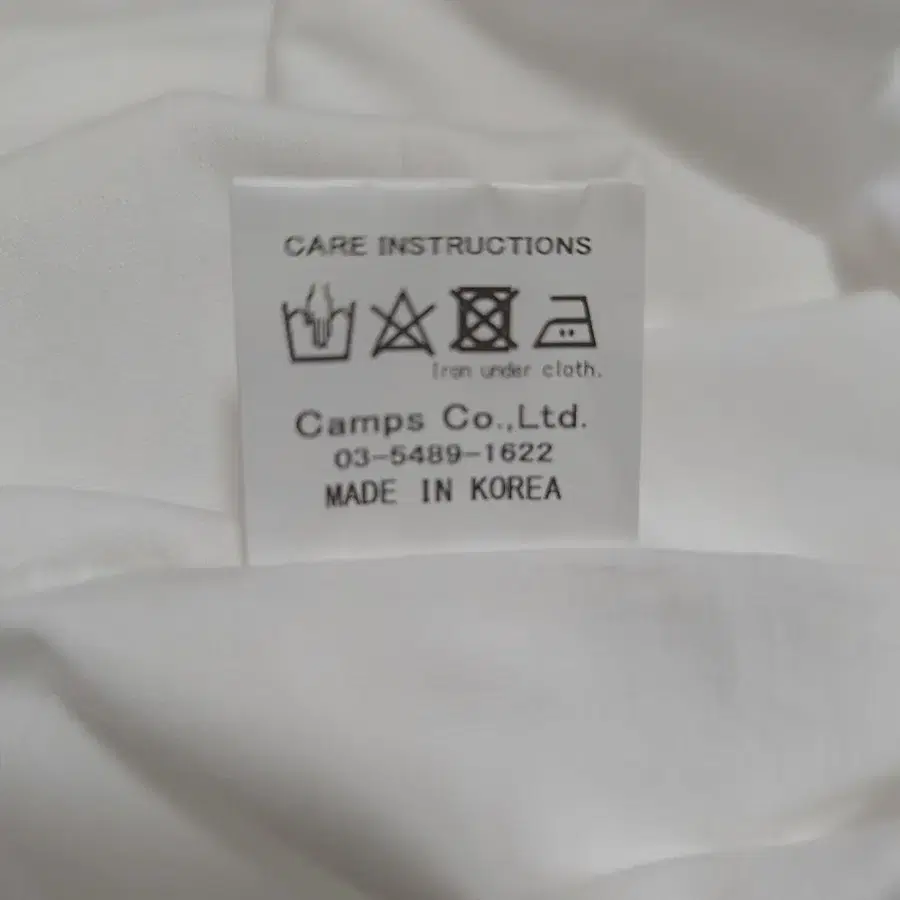 CARE INSTRUCTIONS
Iron under cloth.
Camps Co.,Ltd.
03-5489-1622
MADE IN KOREA